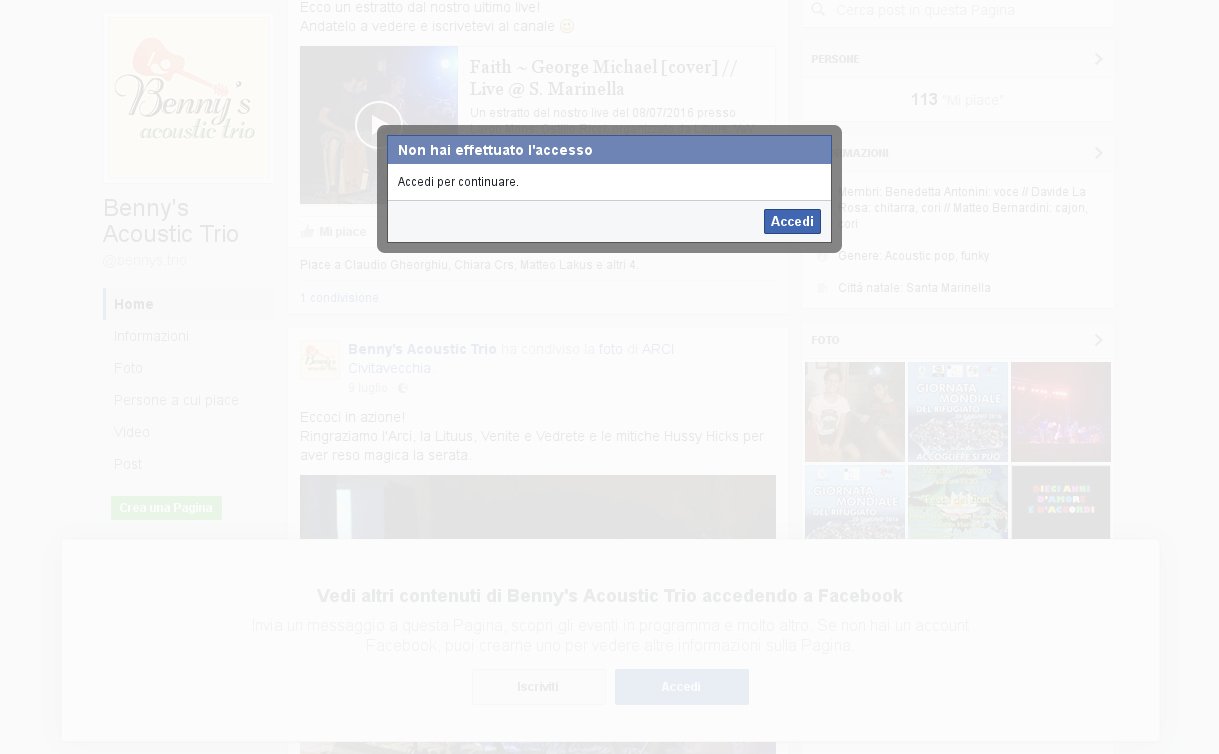 Ecco un estratto dal nostro ultimo live!
Andatelo a vedere e iscrivetevi al canale
Faith ~ George Michael [cover] //
Live @ S. Marinella
Un estratto del nostro live del 08/07/2016 presso
Mi piace
Piace a Claudio Gheorghiu, Chiara Crs, Matteo Lakus e altri 4.
1 condivisione
Benny's
acoustic trio
Benny's
Acoustic Trio
@bennys.trio
Home
Informazioni
Foto
Persone a cui piace
Video
Post
Crea una Pagina
Non hai effettuato l'accesso
Accedi per continuare.
Accedi
Benny's Acoustic Trio ha condiviso la foto di ARCI
Civitavecchia.
9 luglio
Eccoci in azione!
Ringraziamo l'Arci, la Lituus, Venite e Vedrete e le mitiche Hussy Hicks per
aver reso magica la serata.
Cerca post in questa Pagina
PERSONE
113 "Mi piace"
Membri: Benedetta Antonini: voce // Davide La
Rosa: chitarra, cori // Matteo Bernardini: cajon,
cori
Genere: Acoustic pop, funky
Città natale: Santa Marinella
FOTO
GIORNATA
MONDIALE
DEL RIFUGIATO
ACCOGLIERE SI PUÒ
GIORNATA
MONDIALE
DEL RIFUGIATO
DIECI ANNI
D'AMORE
E D'ACCORDI
Vedi altri contenuti di Benny's Acoustic Trio accedendo a Facebook
Invia un messaggio a questa Pagina, scopri gli eventi in programma e molto altro. Se non hai un account
Facebook, puoi crearne uno per vedere altre informazioni sulla Pagina.
Iscriviti
Accedi